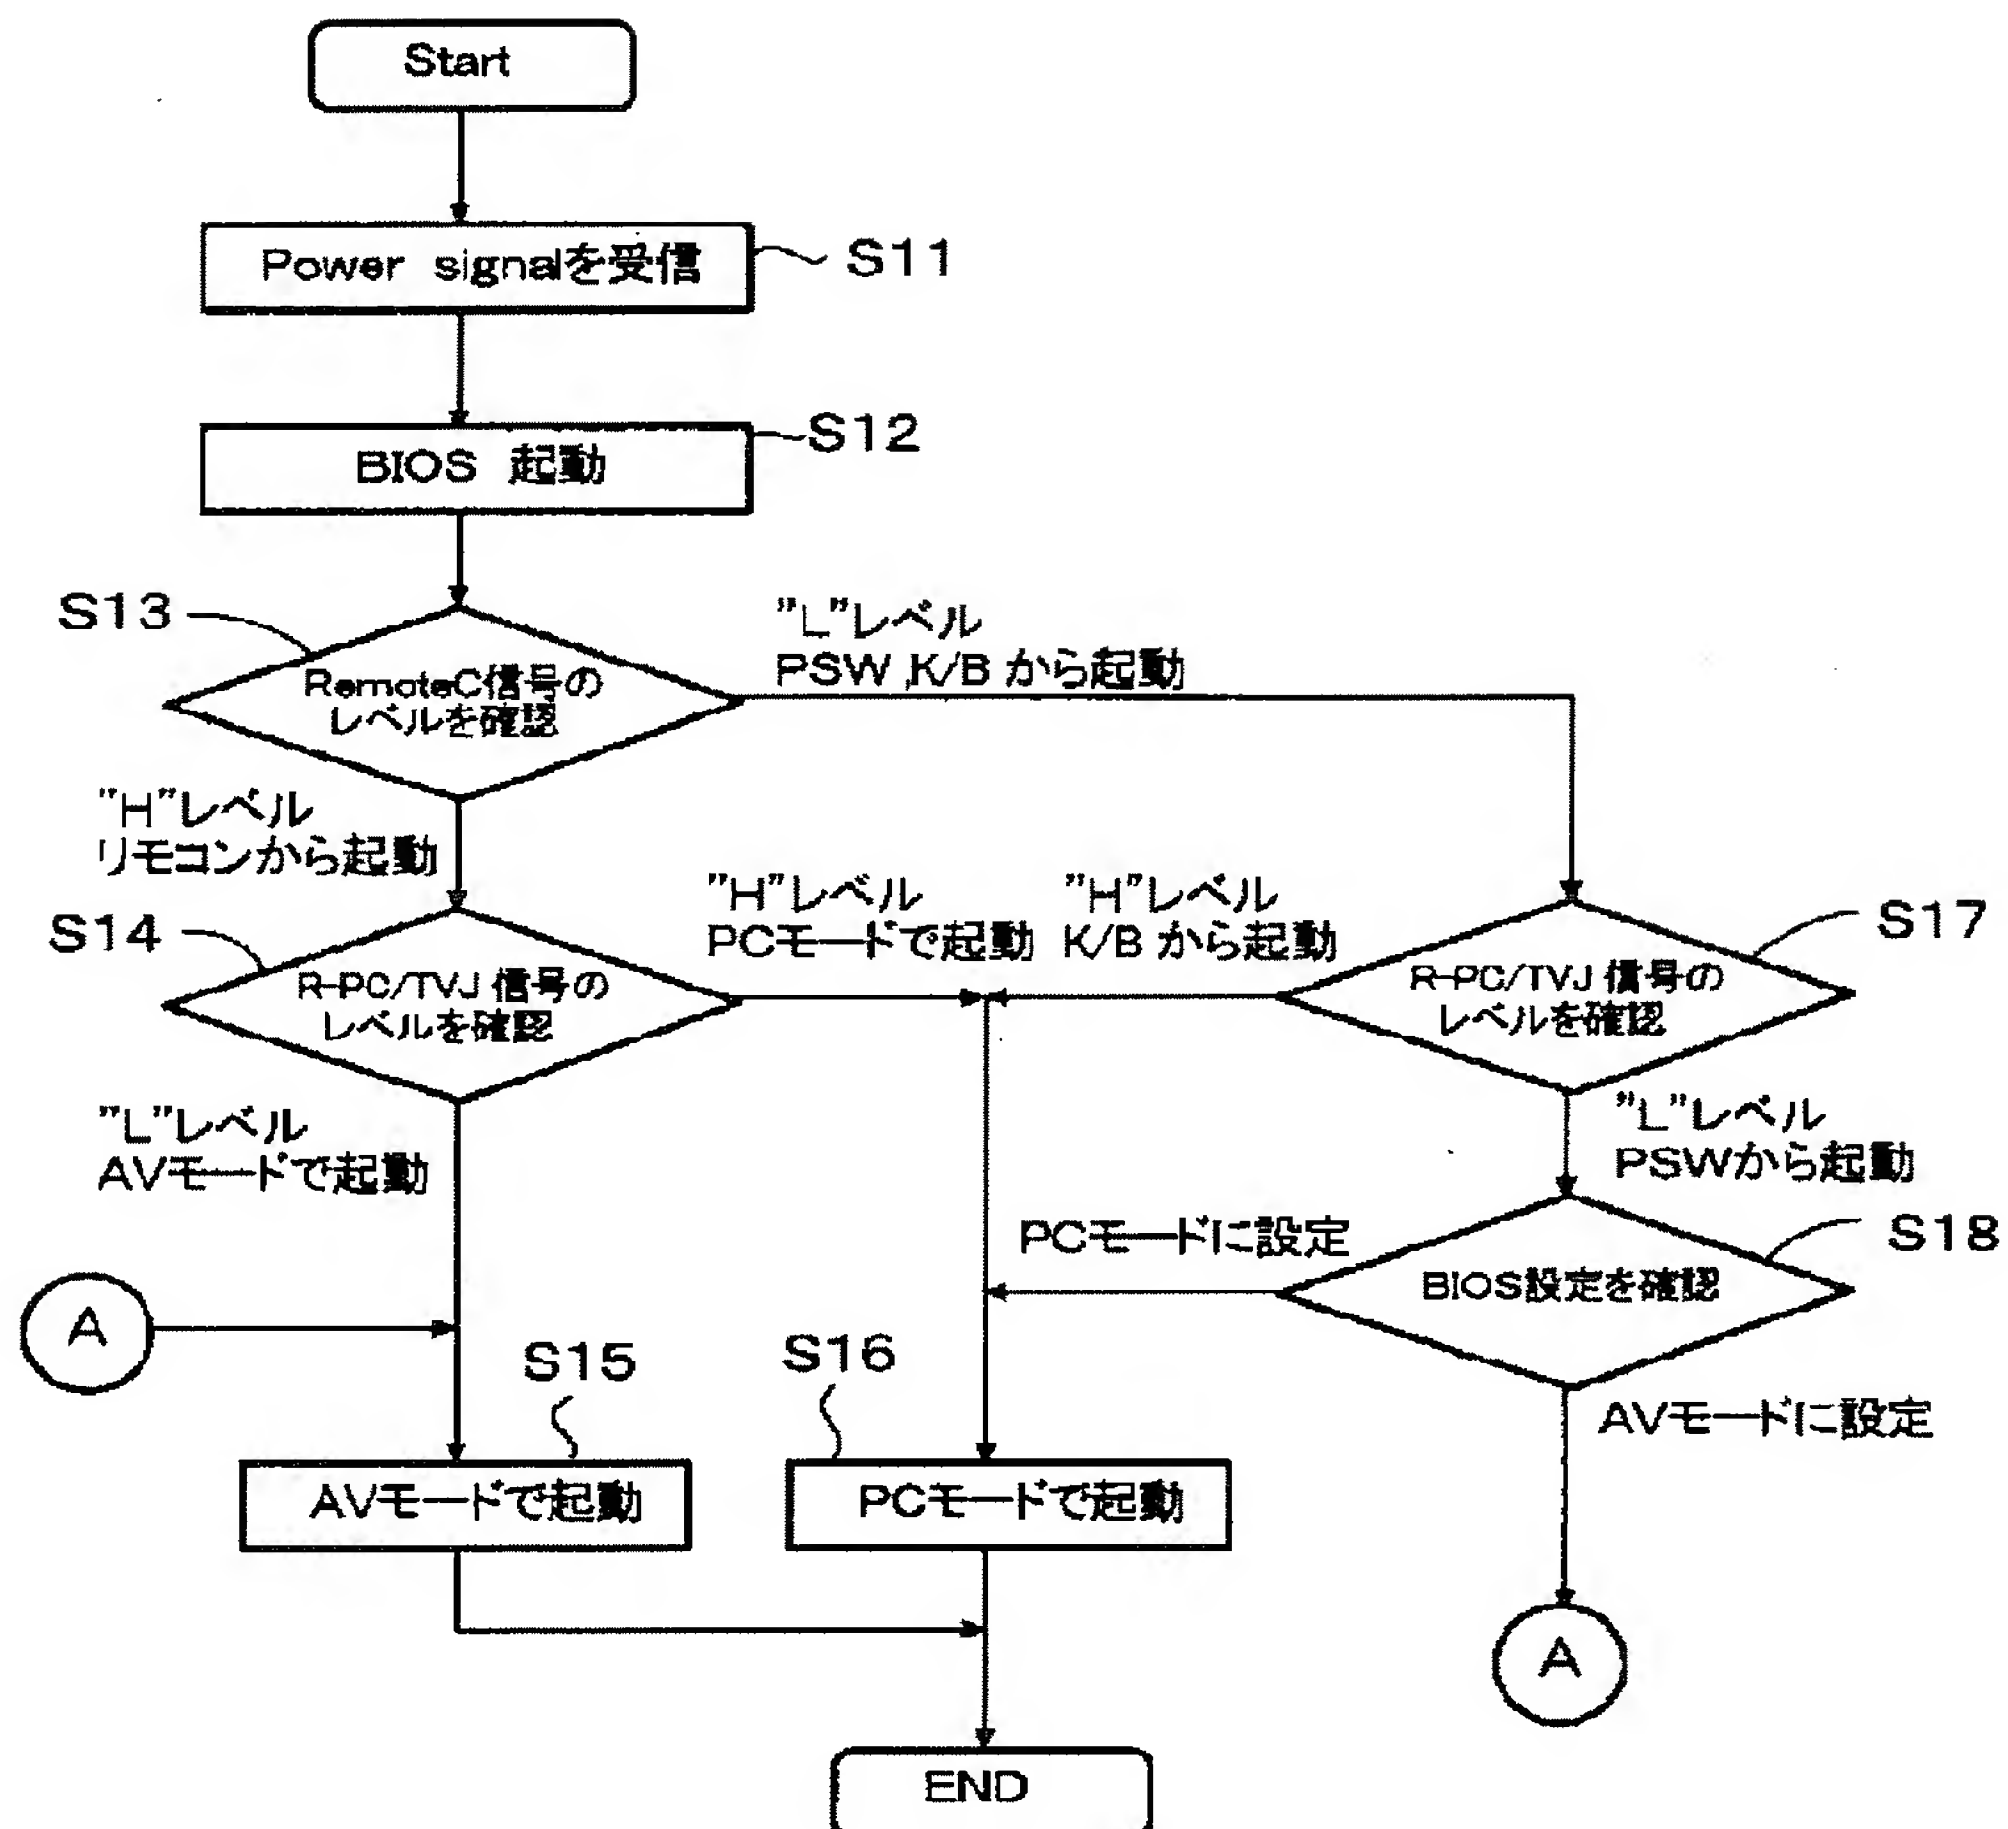 Start
Power signalを受信
S11
BIOS 起動
S12
S13
RemoteC信号の
レベルを確認
"L"レベル
PSW ,K/B から起動
"H"レベル
リモコンから起動
S14
R-PC/TVJ 信号の
レベルを確認
"H"レベル
PCモードで起動
"H"レベル
K/B から起動
S17
R-PC/TVJ 信号の
レベルを確認
"L"レベル
AVモードで起動
"L"レベル
PSWから起動
PCモードに設定
S18
BIOS設定を確認
A
S15
S16
AVモードに設定
AVモードで起動
PCモードで起動
A
END